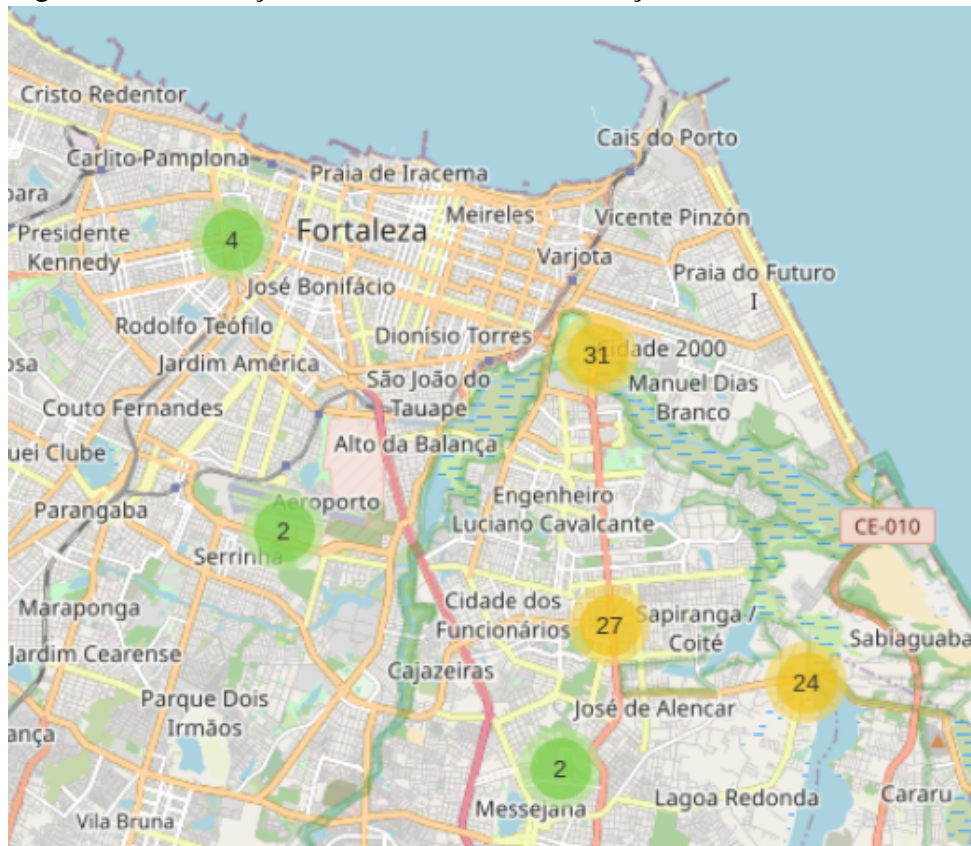 Cristo Redentor
Cais do Porto
Carlito Pamplona
Praia de Iracema
Meireles
Vicente Pinzón
Presidente
Kennedy
4
Fortaleza
Varjota
Praia do Futuro
I
José Bonifácio
Rodolfo Teófilo
Dionísio Torres
31
Cidade 2000
Jardim América
São João do
Tauape
Manuel Dias
Branco
Couto Fernandes
Alto da Balança
uei Clube
Parangaba
Aeroporto
Engenheiro
Luciano Cavalcante
CE-010
2
Serrinha
Maraponga
Cidade dos
Funcionários
27
Sapiranga /
Coité
Sabiaguaba
Jardim Cearense
Cajazeiras
24
Parque Dois
Irmãos
José de Alencar
ança
2
Messejana
Lagoa Redonda
Cararu
Vila Bruna